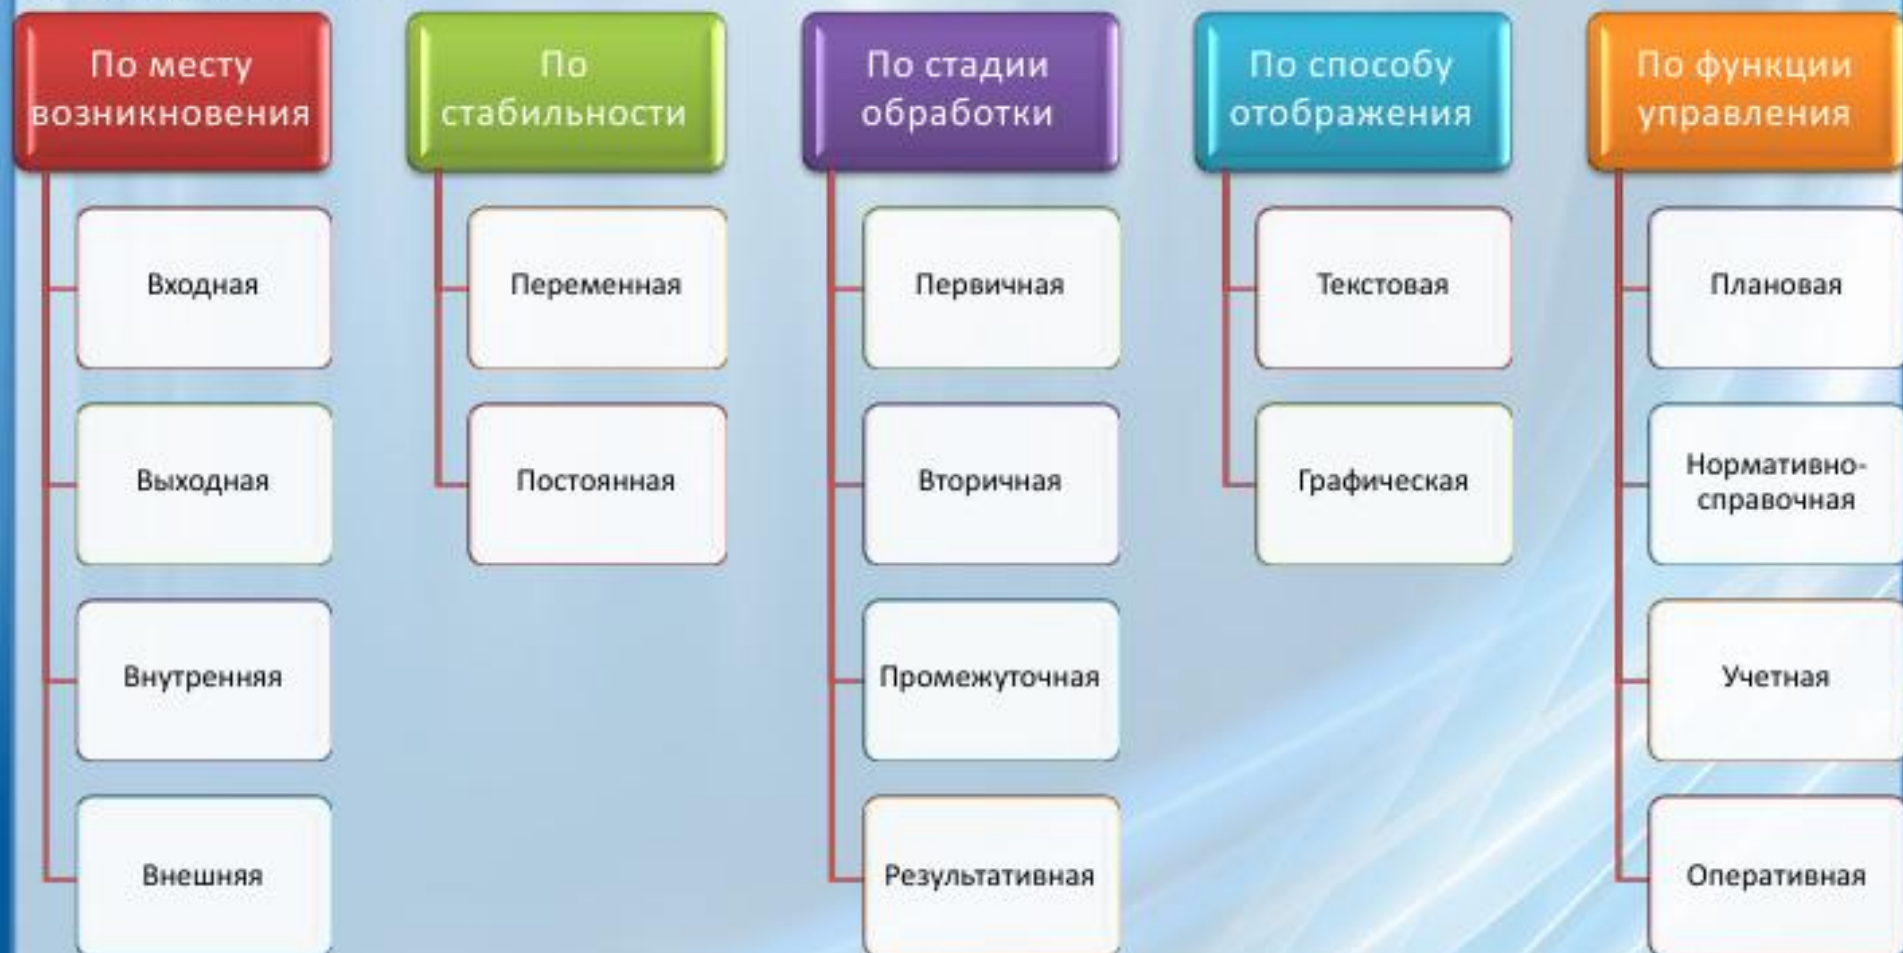 По месту
возникновения
Входная
Выходная
Внутренняя
Внешняя
По
стабильности
Переменная
Постоянная
По стадии
обработки
Первичная
Вторичная
Промежуточная
Результативная
По способу
отображения
Текстовая
Графическая
По функции
управления
Плановая
Нормативно-
справочная
Учетная
Оперативная